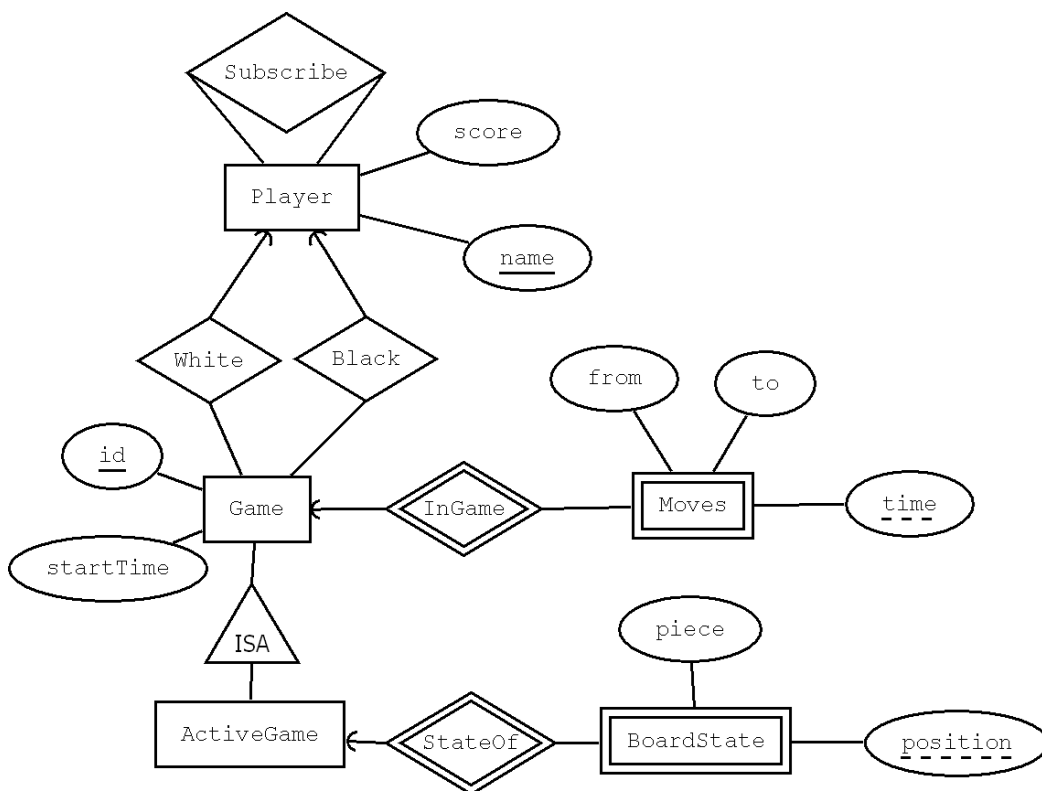 Subscribe
score
Player
name
White
Black
from
to
id
Game
InGame
Moves
time
startTime
ISA
piece
ActiveGame
StateOf
BoardState
position